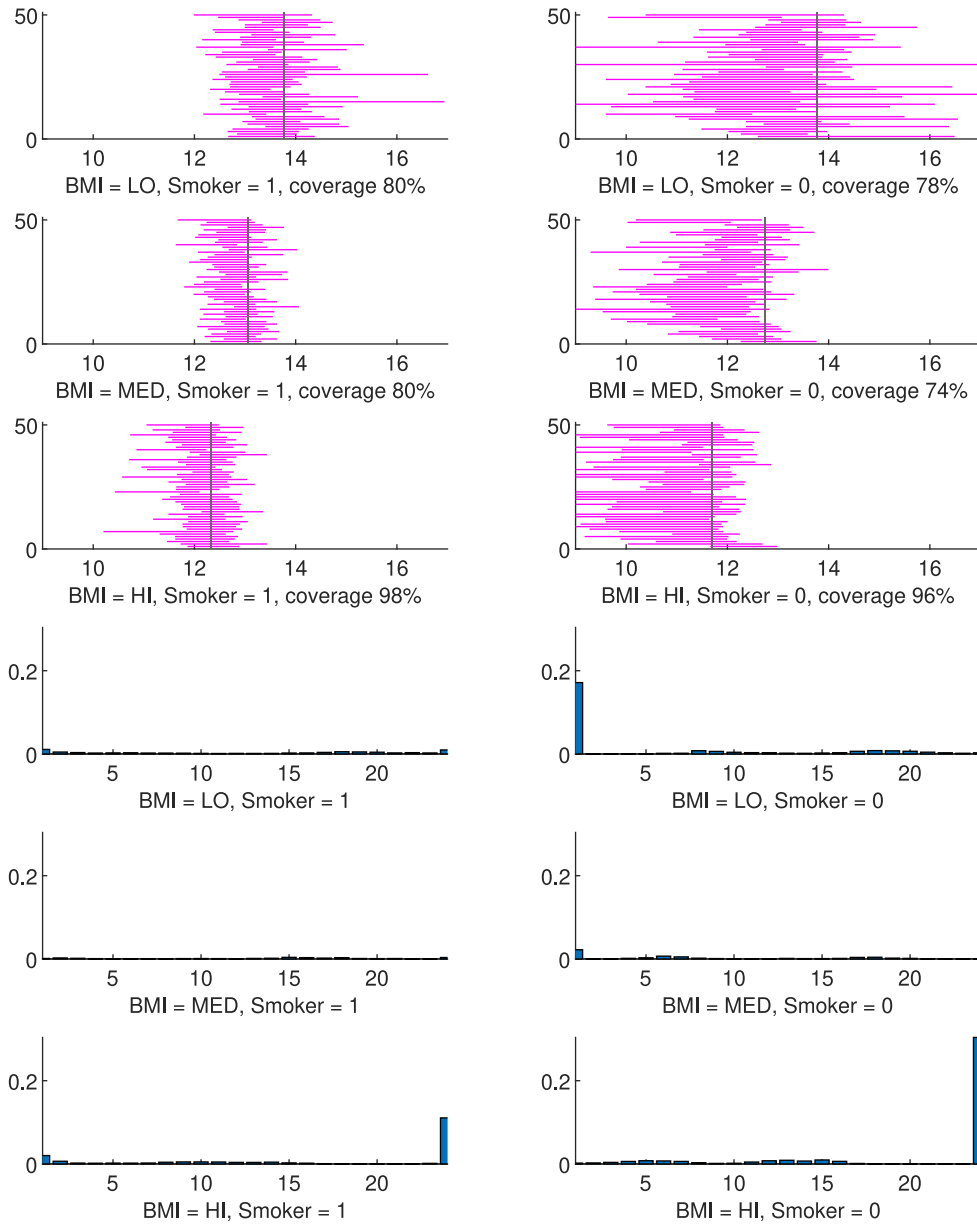 50
0
10 12 14 16
BMI = LO, Smoker = 1, coverage 80%
50
0
10 12 14 16
BMI = LO, Smoker = 0, coverage 78%
50
0
10 12 14 16
BMI = MED, Smoker = 1, coverage 80%
50
0
10 12 14 16
BMI = MED, Smoker = 0, coverage 74%
50
0
10 12 14 16
BMI = HI, Smoker = 1, coverage 98%
50
0
10 12 14 16
BMI = HI, Smoker = 0, coverage 96%
0.2
0
5 10 15 20
BMI = LO, Smoker = 1
0.2
0
5 10 15 20
BMI = LO, Smoker = 0
0.2
0
5 10 15 20
BMI = MED, Smoker = 1
0.2
0
5 10 15 20
BMI = MED, Smoker = 0
0.2
0
5 10 15 20
BMI = HI, Smoker = 1
0.2
0
5 10 15 20
BMI = HI, Smoker = 0